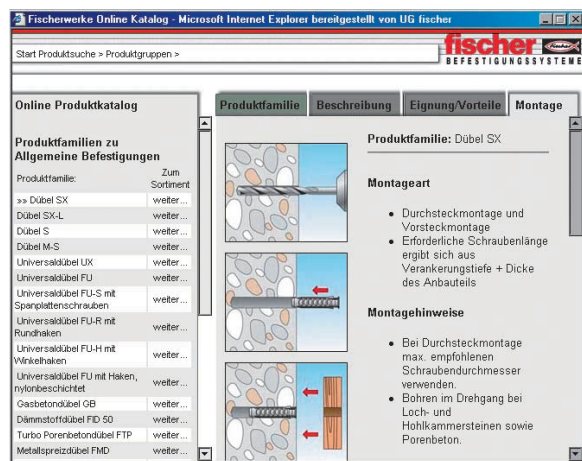 Fischerwerke Online Katalog - Microsoft Internet Explorer bereitgestellt von UG fischer
Start Produktsuche > Produktgruppen >
fischer
BEFESTIGUNGSSYSTEME
Online Produktkatalog
Produktfamilien zu
Allgemeine Befestigungen
Produktfamilie:
Zum
Sortiment
»» Dübel SX weiter...
Dübel SX-L weiter...
Dübel S weiter...
Dübel M-S weiter...
Universaldübel UX weiter...
Universaldübel FU weiter...
Universaldübel FU-S mit
Spanplattenschrauben weiter...
Universaldübel FU-R mit
Rundhaken weiter...
Universaldübel FU-H mit
Winkelhaken weiter...
Universaldübel FU mit Haken,
nylonbeschichtet weiter...
Gasbetondübel GB weiter...
Dämmstoffdübel FID 50 weiter...
Turbo Porenbetondübel FTP weiter...
Metallspreizdübel FMD weiter...
Produktfamilie Beschreibung Eignung/Vorteile Montage
Produktfamilie: Dübel SX
Montageart
• Durchsteckmontage und
Vorsteckmontage
• Erforderliche Schraubenlänge
ergibt sich aus
Verankerungstiefe + Dicke
des Anbauteils
Montagehinweise
• Bei Durchsteckmontage
max. empfohlenen
Schraubendurchmesser
verwenden.
• Bohren im Drehgang bei
Loch- und
Hohlkammersteinen sowie
Porenbeton.